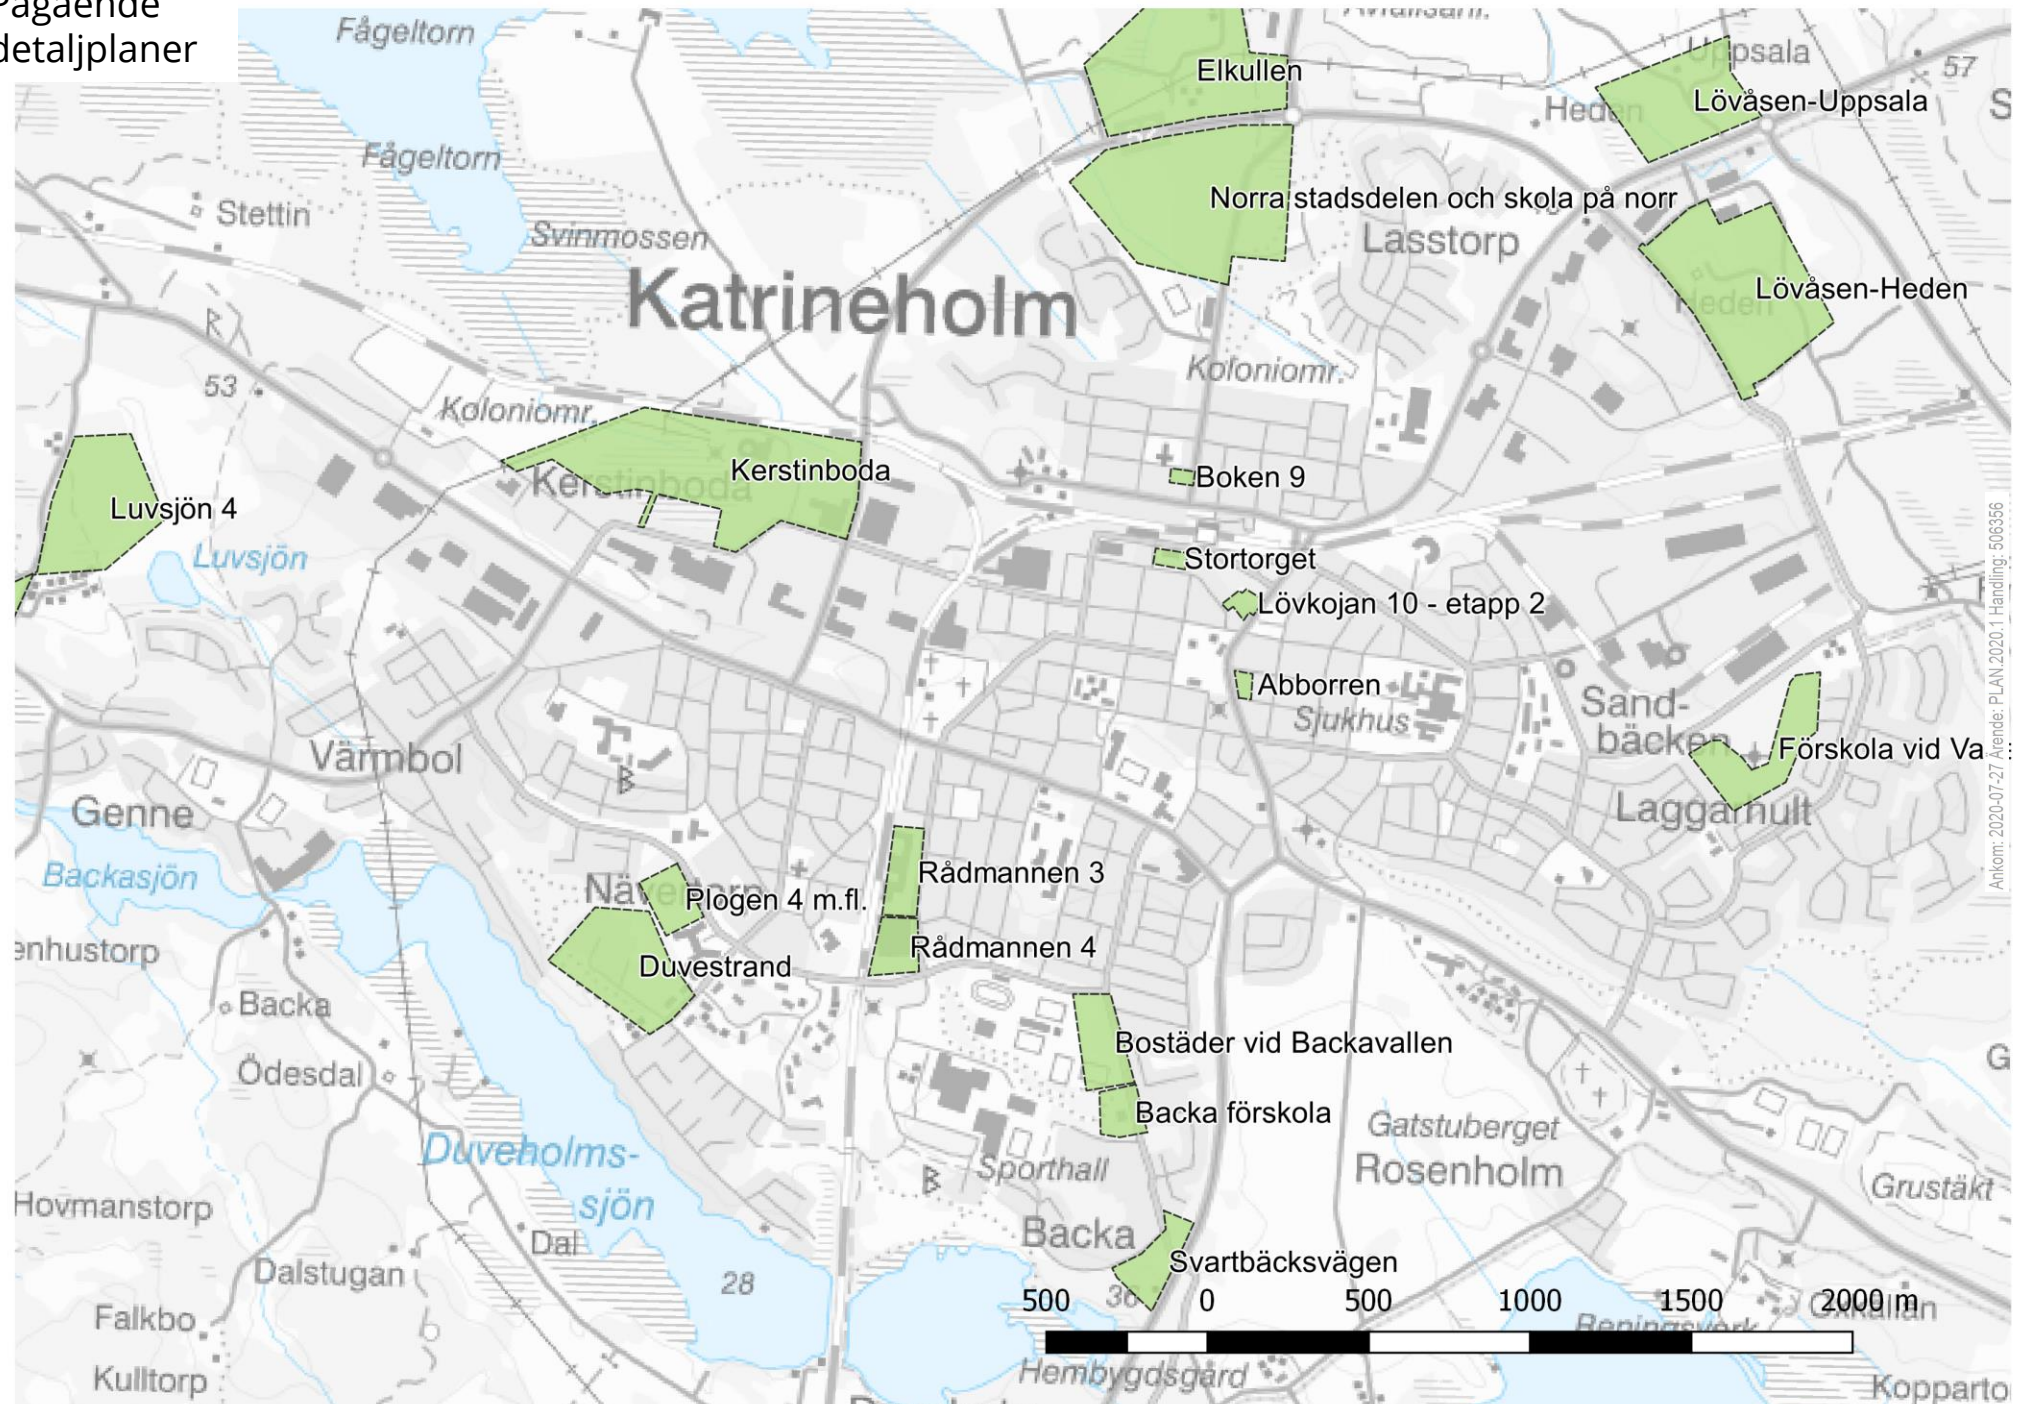 Pågående
detaljplaner
Fågeltorn
Elkullen
Uppsala
57
Lövåsen-Uppsala
Heden
Fågeltorn
Stettin
Svinmossen
Norra stadsdelen och skola på norr
Lasstorp
Katrineholm
Lövåsen-Heden
Heden
R
53
Koloniomr.
Koloniomr.
Kerstinboda
Kerstinboda
Boken 9
Luvsjön 4
Luvsjön
Stortorget
Lövkojan 10 - etapp 2
Abborren
Sjukhus
Sand-
bäcken
Förskola vid Va...
Laggarhult
Värmbol
Genne
Backasjön
Nävertorp
Plogen 4 m.fl.
Rådmannen 3
Rådmannen 4
Duvestrand
enhustorp
Backa
Ödesdal
Bostäder vid Backavallen
Backa förskola
Duveholms-
sjön
Sporthall
Gatstuberget
Rosenholm
Grustäkt
Hovmanstorp
Dal
Backa
Svartbäcksvägen
Dalstugan
28
36
500 0 500 1000 1500 2000 m
Falkbo
Kulltorp
Reningsverk
Hembygdsgård
Kopparto
Ankom: 2020-07-27 Ärende: PLAN.2020.1 Handling: 506356